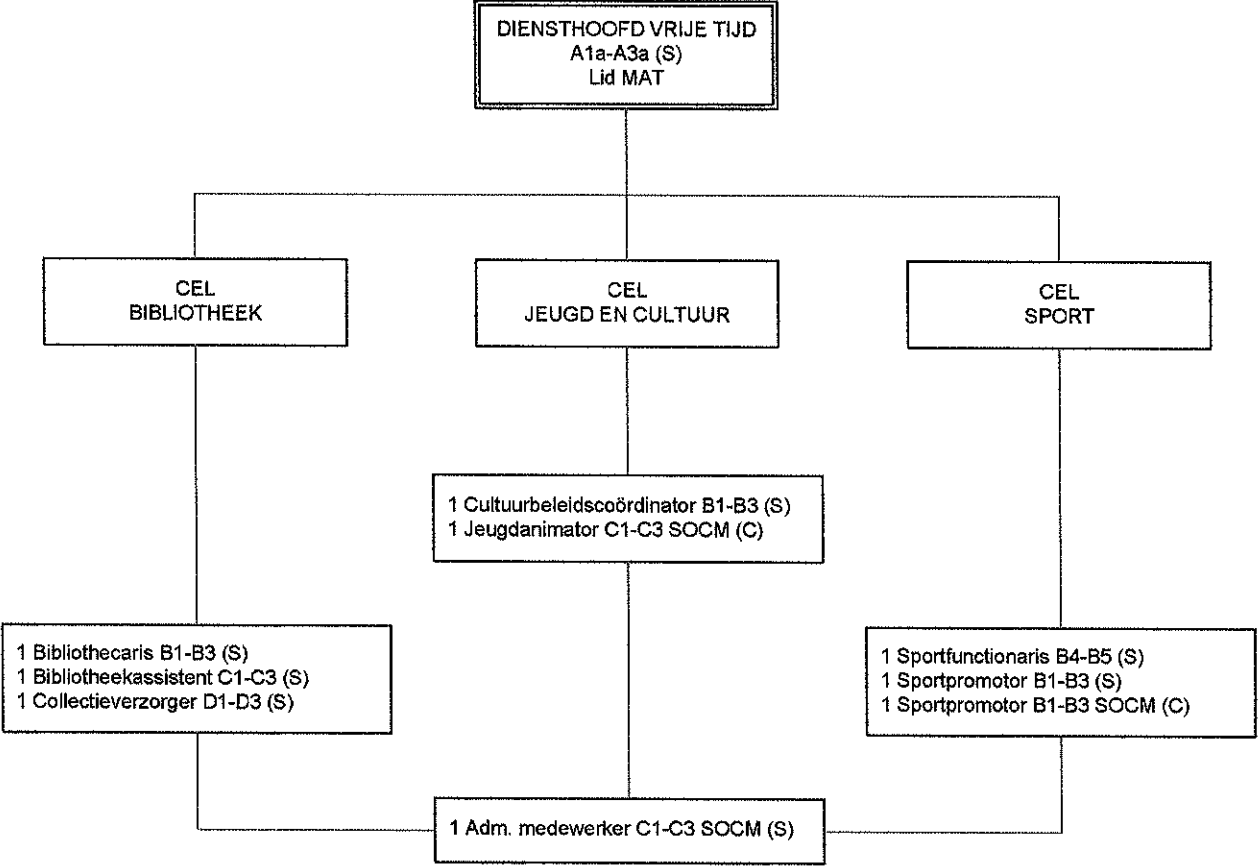 DIENSTHOOFD VRIJE TIJD
A1a-A3a (S)
Lid MAT
CEL
BIBLIOTHEEK
CEL
JEUGD EN CULTUUR
CEL
SPORT
1 Cultuurbeleidscoördinator B1-B3 (S)
1 Jeugdanimator C1-C3 SOCM (C)
1 Bibliothecaris B1-B3 (S)
1 Bibliotheekassistent C1-C3 (S)
1 Collectieverzorger D1-D3 (S)
1 Sportfunctionaris B4-B5 (S)
1 Sportpromotor B1-B3 (S)
1 Sportpromotor B1-B3 SOCM (C)
1 Adm. medewerker C1-C3 SOCM (S)